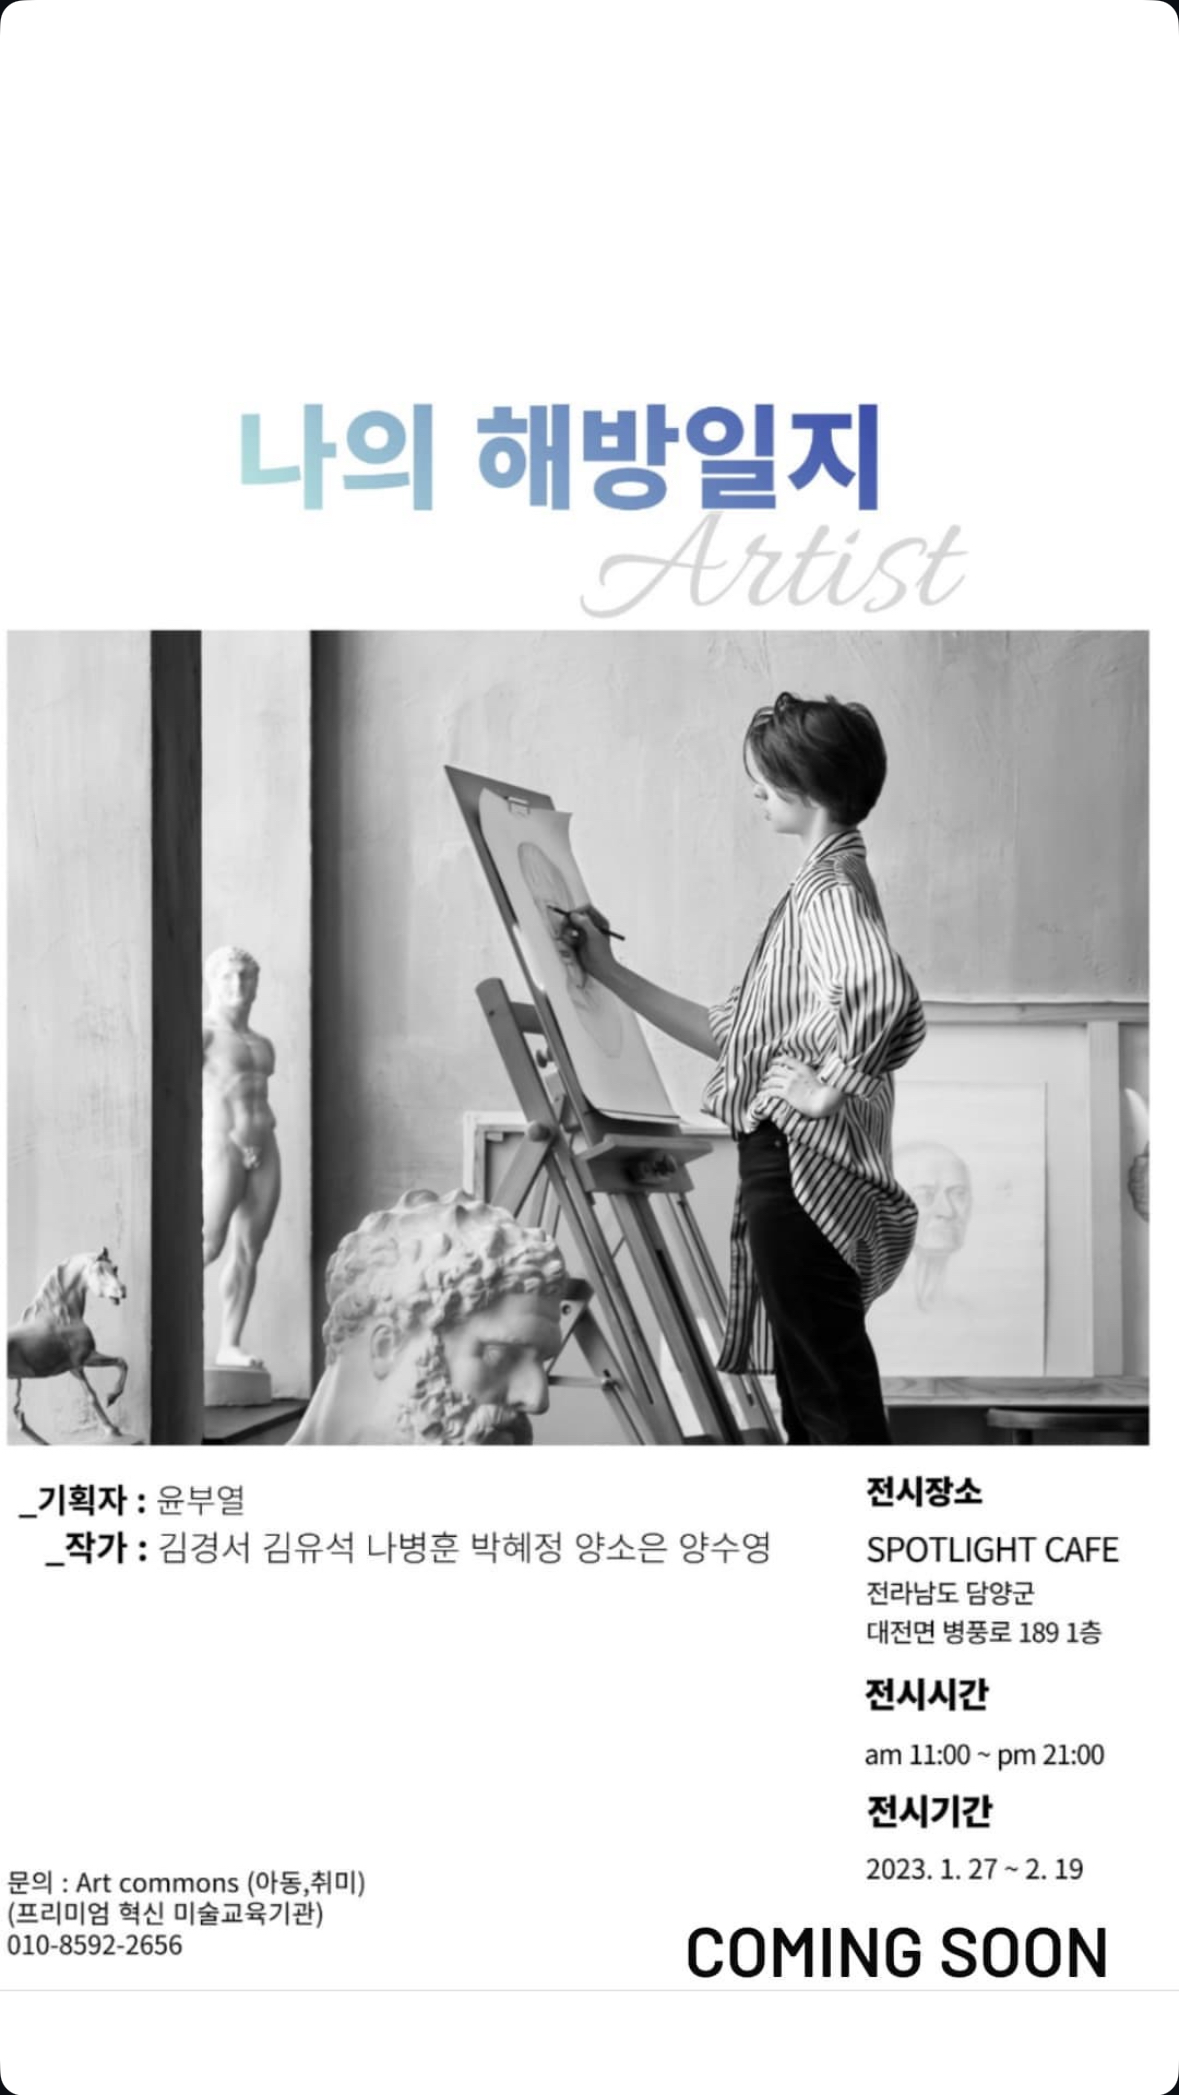 나의 해방일지
Artist
_기획자 : 윤부열
_작가 : 김경서 김유석 나병훈 박혜정 양소은 양수영
전시장소
SPOTLIGHT CAFE
전라남도 담양군
대전면 병풍로 189 1층
전시시간
am 11:00 ~ pm 21:00
전시기간
2023. 1. 27 ~ 2. 19
문의 : Art commons (아동,취미)
(프리미엄 혁신 미술교육기관)
010-8592-2656
COMING SOON